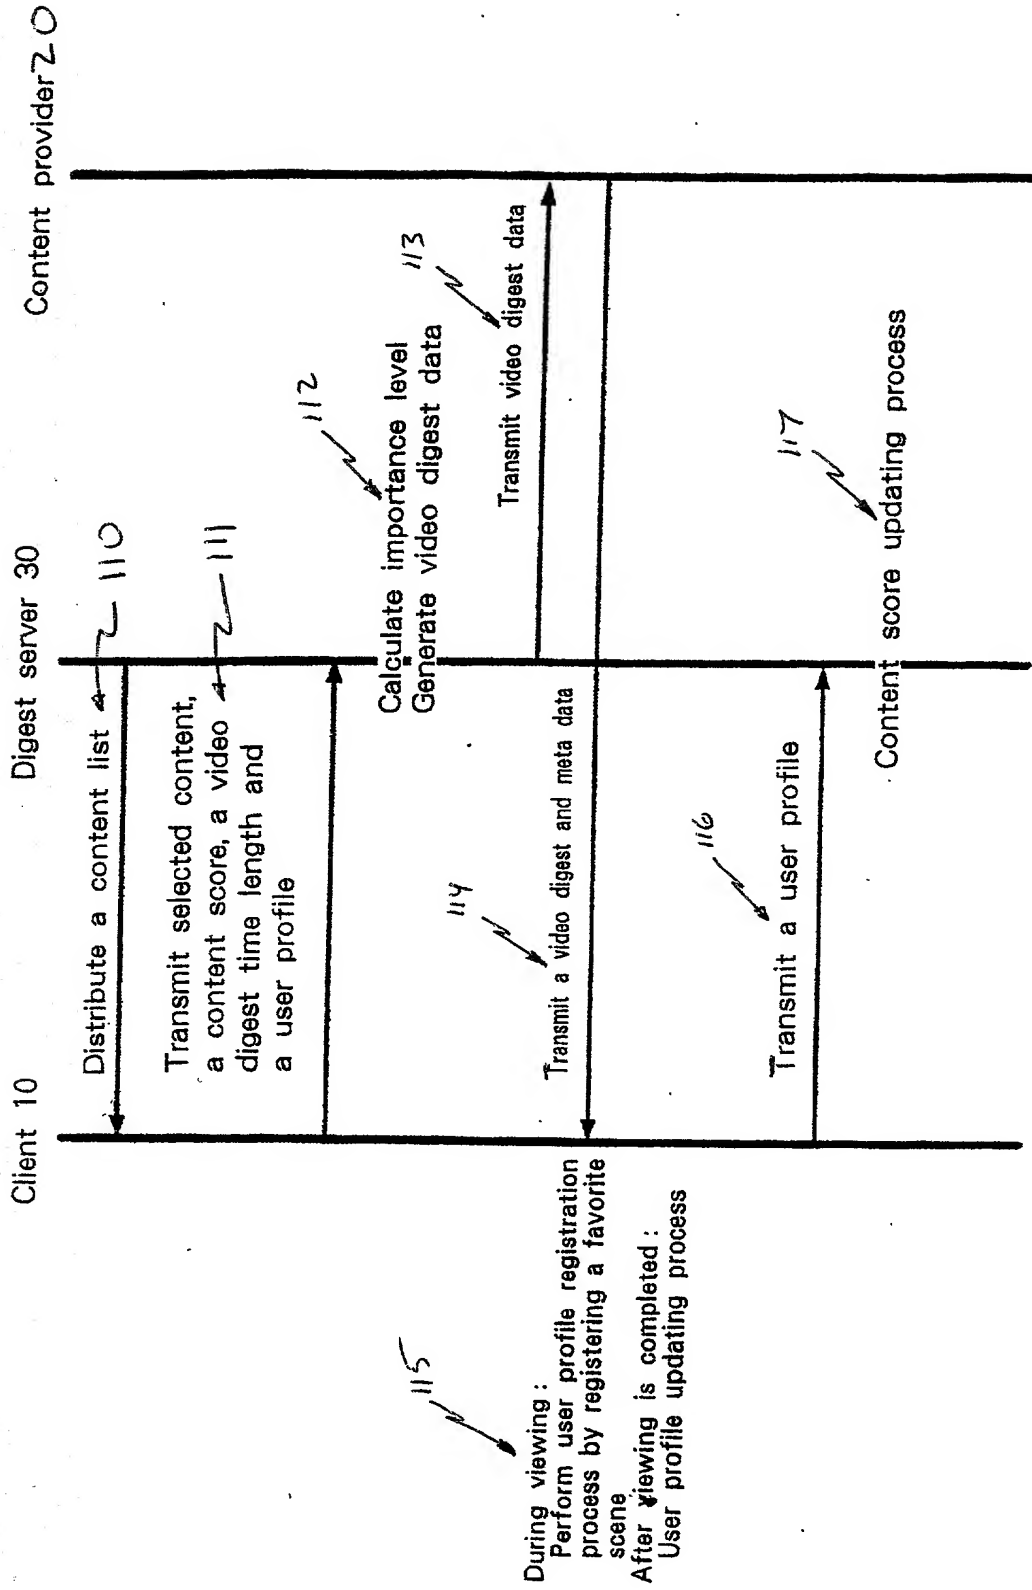 Client 10
Digest server 30
Content provider 20
Distribute a content list
110
Transmit selected content,
a content score, a video
digest time length and
a user profile
111
112
Calculate importance level
Generate video digest data
113
Transmit video digest data
114
Transmit a video digest and meta data
115
During viewing :
Perform user profile registration
process by registering a favorite
scene
After viewing is completed :
User profile updating process
116
Transmit a user profile
117
Content score updating process